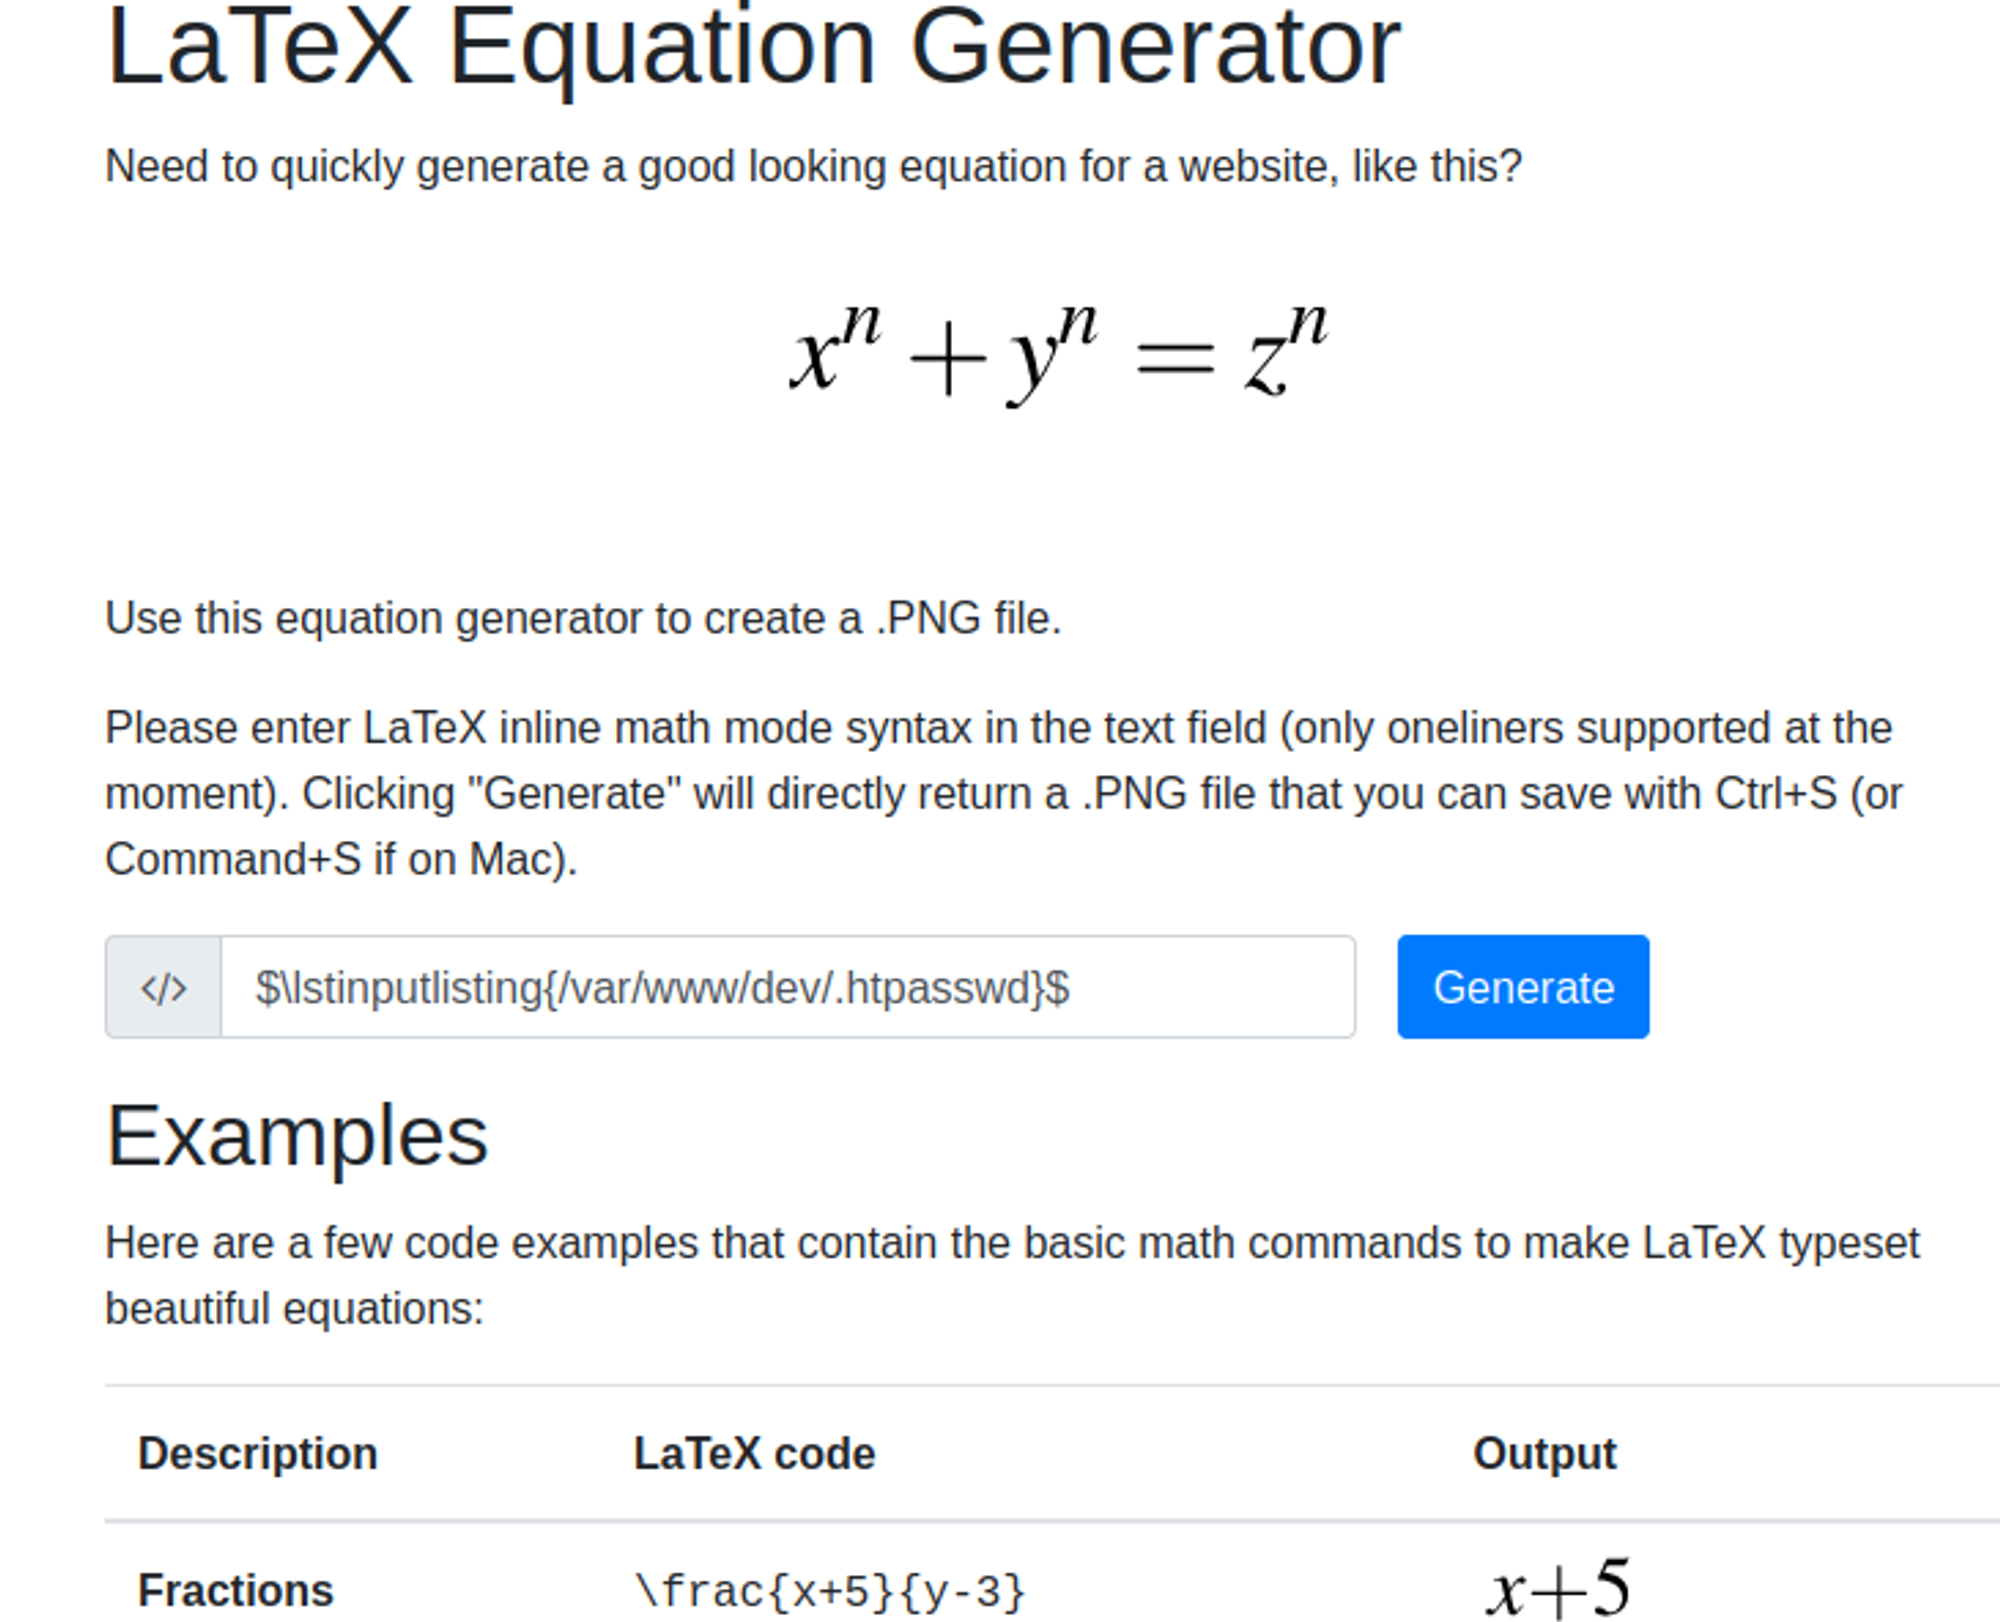 LaTeX Equation Generator
Need to quickly generate a good looking equation for a website, like this?
xⁿ + yⁿ = zⁿ
Use this equation generator to create a .PNG file.
Please enter LaTeX inline math mode syntax in the text field (only oneliners supported at the
moment). Clicking "Generate" will directly return a .PNG file that you can save with Ctrl+S (or
Command+S if on Mac).
</> $\lstinputlisting{/var/www/dev/.htpasswd}$ Generate
Examples
Here are a few code examples that contain the basic math commands to make LaTeX typeset
beautiful equations:
Description LaTeX code Output
Fractions \frac{x+5}{y-3} x+5